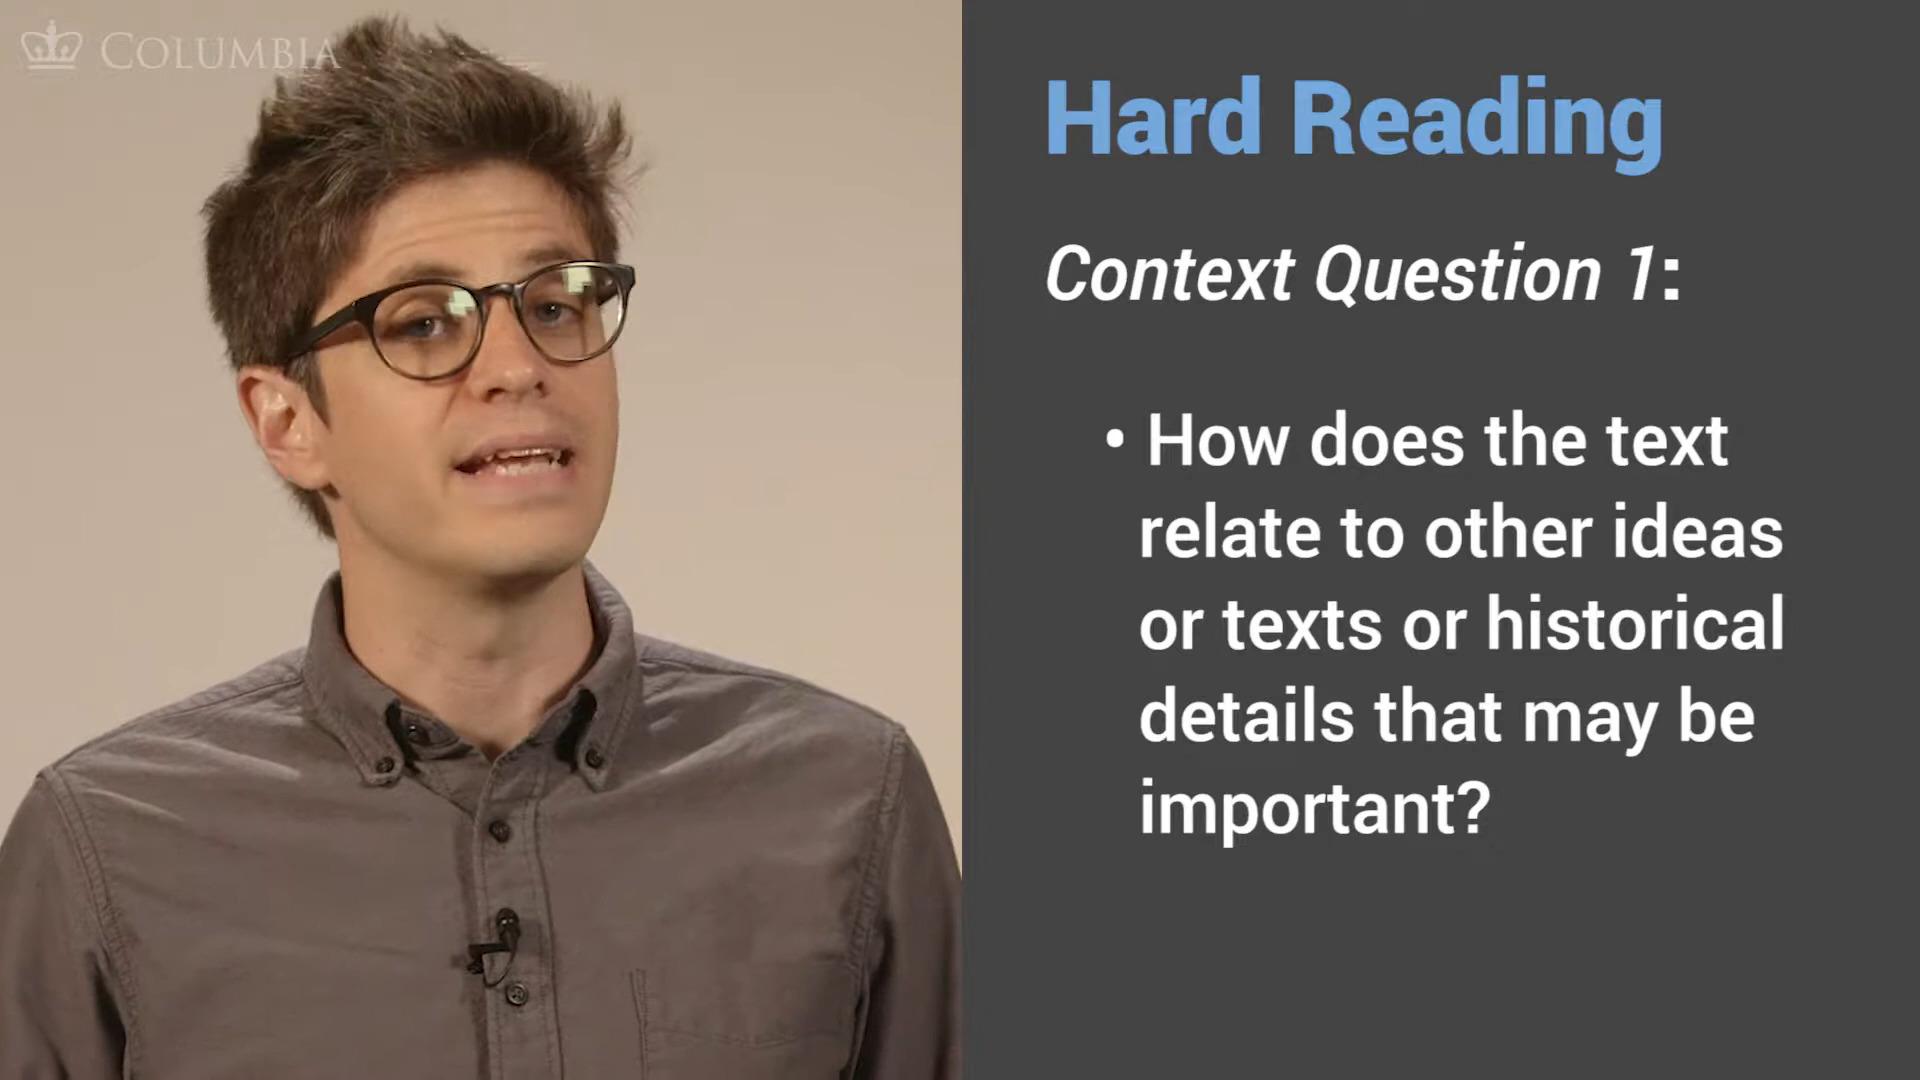 COLUMBIA
Hard Reading
Context Question 1:
• How does the text
relate to other ideas
or texts or historical
details that may be
important?